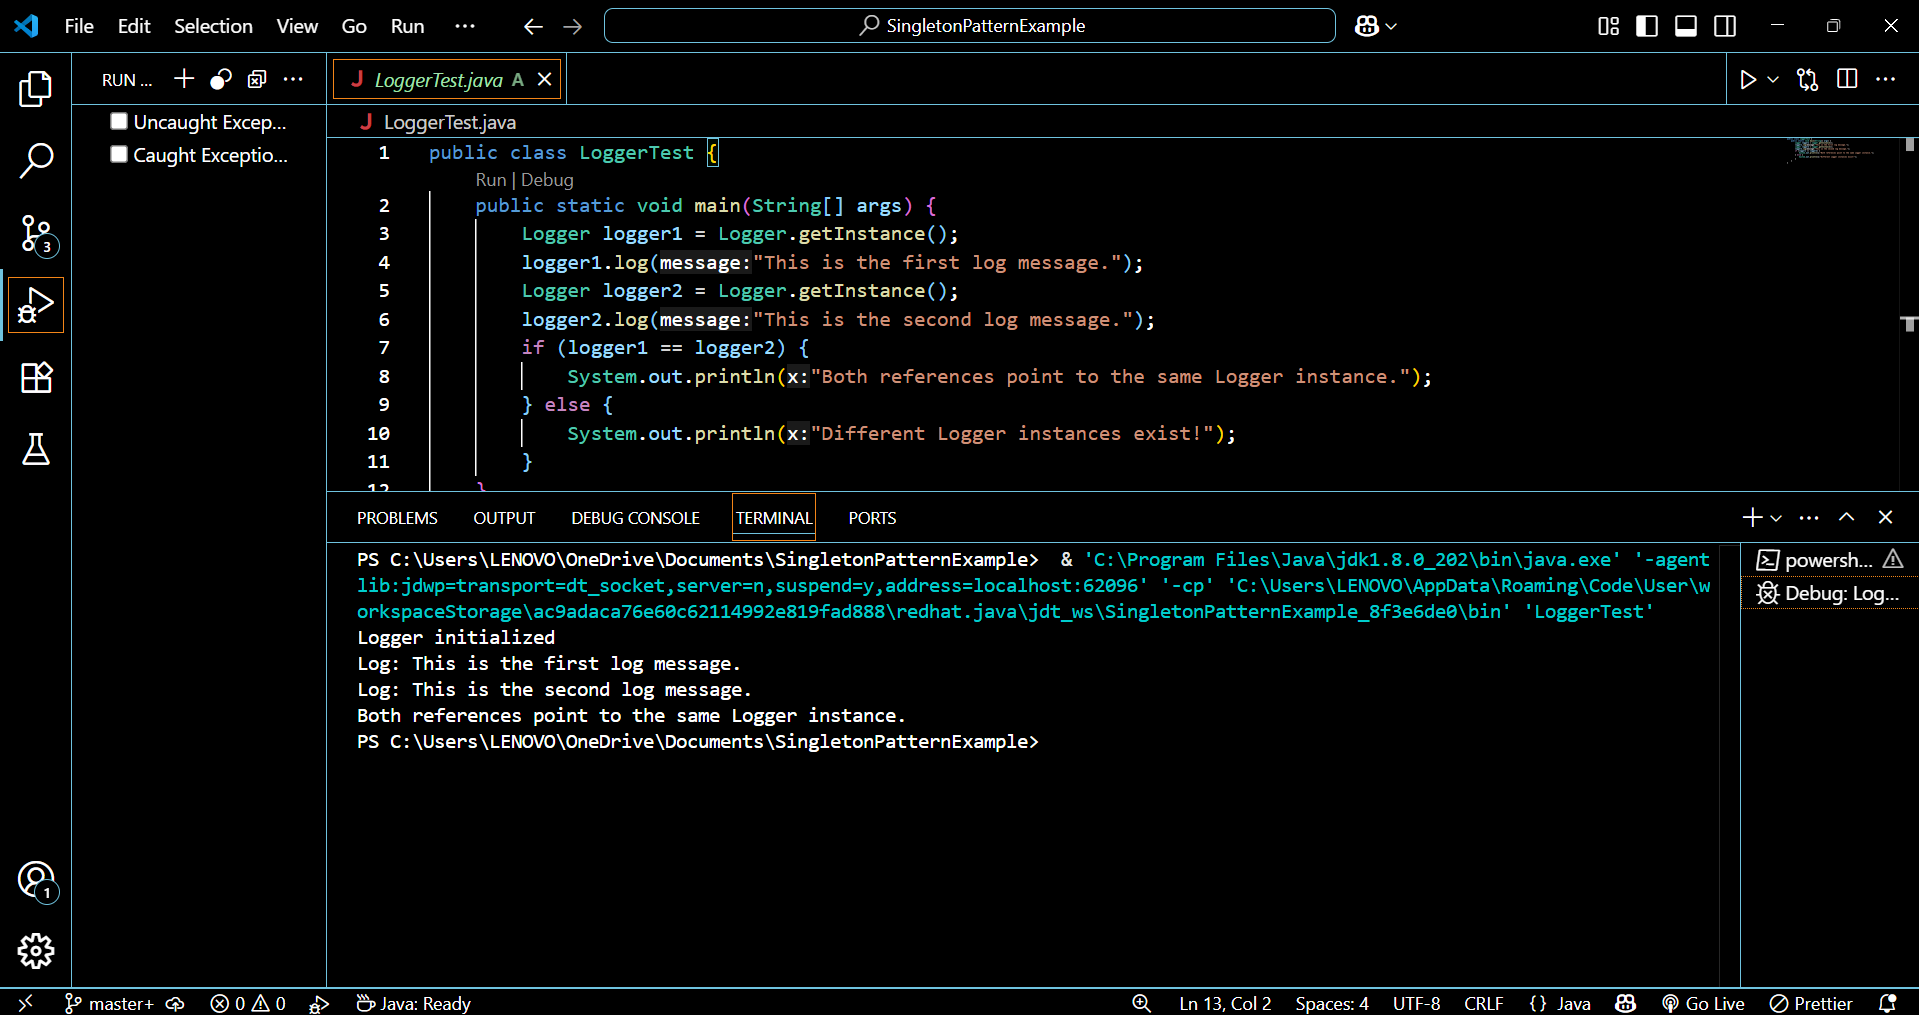 File Edit Selection View Go Run ··· SingletonPatternExample
RUN ... LoggerTest.java A
Uncaught Excep...
Caught Exceptio...
J LoggerTest.java
1 public class LoggerTest {
Run | Debug
2 public static void main(String[] args) {
3 Logger logger1 = Logger.getInstance();
4 logger1.log(message:"This is the first log message.");
5 Logger logger2 = Logger.getInstance();
6 logger2.log(message:"This is the second log message.");
7 if (logger1 == logger2) {
8 System.out.println(x:"Both references point to the same Logger instance.");
9 } else {
10 System.out.println(x:"Different Logger instances exist!");
11 }
12 }
3
1
PROBLEMS OUTPUT DEBUG CONSOLE TERMINAL PORTS
PS C:\Users\LENOVO\OneDrive\Documents\SingletonPatternExample> & 'C:\Program Files\Java\jdk1.8.0_202\bin\java.exe' '-agent
lib:jdwp=transport=dt_socket,server=n,suspend=y,address=localhost:62096' '-cp' 'C:\Users\LENOVO\AppData\Roaming\Code\User\w
orkspaceStorage\ac9adaca76e60c62114992e819fad888\redhat.java\jdt_ws\SingletonPatternExample_8f3e6de0\bin' 'LoggerTest'
Logger initialized
Log: This is the first log message.
Log: This is the second log message.
Both references point to the same Logger instance.
PS C:\Users\LENOVO\OneDrive\Documents\SingletonPatternExample>
powersh...
Debug: Log...
master+ 0 0 Java: Ready Ln 13, Col 2 Spaces: 4 UTF-8 CRLF {} Java Go Live Prettier